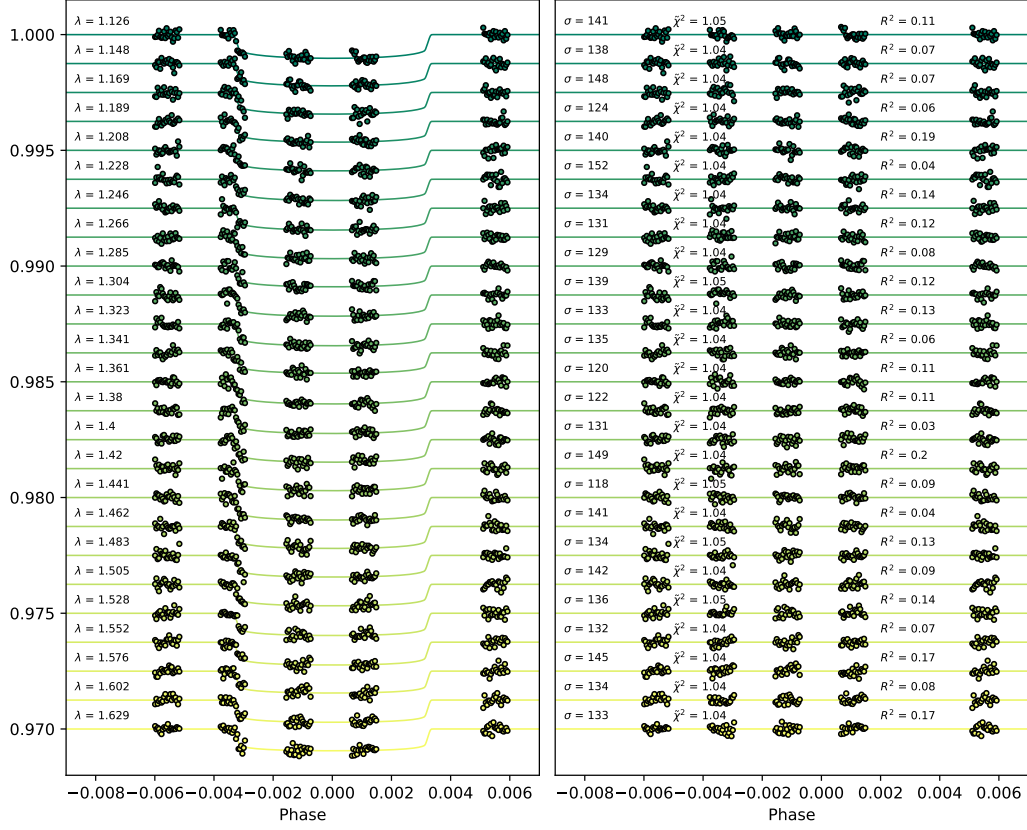 λ = 1.126 σ = 141 χ̃² = 1.05 R² = 0.11
1.000
λ = 1.148 σ = 138 χ̃² = 1.04 R² = 0.07
λ = 1.169 σ = 148 χ̃² = 1.04 R² = 0.07
λ = 1.189 σ = 124 χ̃² = 1.04 R² = 0.06
λ = 1.208 σ = 140 χ̃² = 1.04 R² = 0.19
0.995
λ = 1.228 σ = 152 χ̃² = 1.04 R² = 0.04
λ = 1.246 σ = 134 χ̃² = 1.04 R² = 0.14
λ = 1.266 σ = 131 χ̃² = 1.04 R² = 0.12
λ = 1.285 σ = 129 χ̃² = 1.04 R² = 0.08
0.990
λ = 1.304 σ = 139 χ̃² = 1.05 R² = 0.12
λ = 1.323 σ = 133 χ̃² = 1.04 R² = 0.13
λ = 1.341 σ = 135 χ̃² = 1.04 R² = 0.06
λ = 1.361 σ = 120 χ̃² = 1.04 R² = 0.11
0.985
λ = 1.38 σ = 122 χ̃² = 1.04 R² = 0.11
λ = 1.4 σ = 131 χ̃² = 1.04 R² = 0.03
λ = 1.42 σ = 149 χ̃² = 1.04 R² = 0.2
λ = 1.441 σ = 118 χ̃² = 1.05 R² = 0.09
0.980
λ = 1.462 σ = 141 χ̃² = 1.04 R² = 0.04
λ = 1.483 σ = 134 χ̃² = 1.05 R² = 0.13
λ = 1.505 σ = 142 χ̃² = 1.04 R² = 0.09
λ = 1.528 σ = 136 χ̃² = 1.05 R² = 0.14
0.975
λ = 1.552 σ = 132 χ̃² = 1.04 R² = 0.07
λ = 1.576 σ = 145 χ̃² = 1.04 R² = 0.17
λ = 1.602 σ = 134 χ̃² = 1.04 R² = 0.08
λ = 1.629 σ = 133 χ̃² = 1.04 R² = 0.17
0.970
−0.008 −0.006 −0.004 −0.002 0.000 0.002 0.004 0.006 −0.008 −0.006 −0.004 −0.002 0.000 0.002 0.004 0.006
Phase Phase